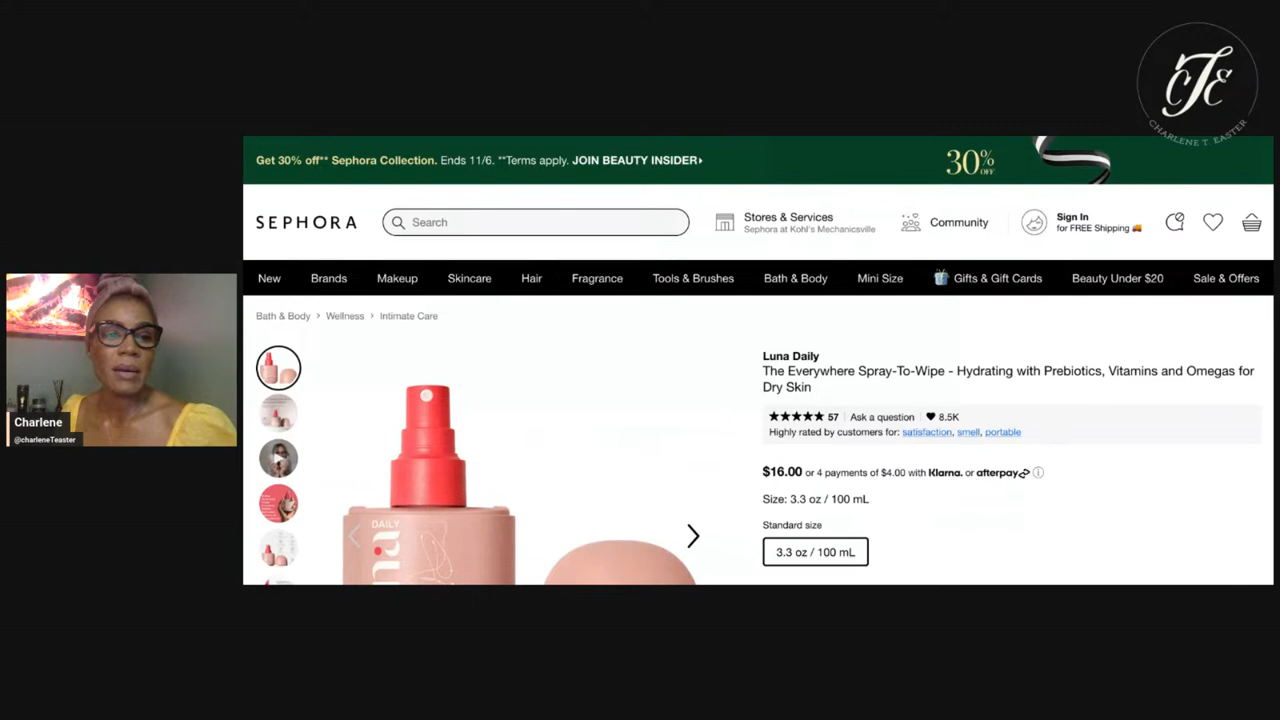 CTE
CHARLENE T. EASTER
Get 30% off** Sephora Collection. Ends 11/6. **Terms apply. JOIN BEAUTY INSIDER▸
30% OFF
SEPHORA
Search
Stores & Services
Sephora at Kohl's Mechanicsville
Community
Sign In
for FREE Shipping 🚚
New Brands Makeup Skincare Hair Fragrance Tools & Brushes Bath & Body Mini Size Gifts & Gift Cards Beauty Under $20 Sale & Offers
Bath & Body > Wellness > Intimate Care
Luna Daily
The Everywhere Spray-To-Wipe - Hydrating with Prebiotics, Vitamins and Omegas for
Dry Skin
★★★★★ 57 Ask a question ♥ 8.5K
Highly rated by customers for: satisfaction, smell, portable
$16.00 or 4 payments of $4.00 with Klarna. or afterpay
Size: 3.3 oz / 100 mL
Standard size
3.3 oz / 100 mL
DAILY
na
Charlene
@charleneTeaster